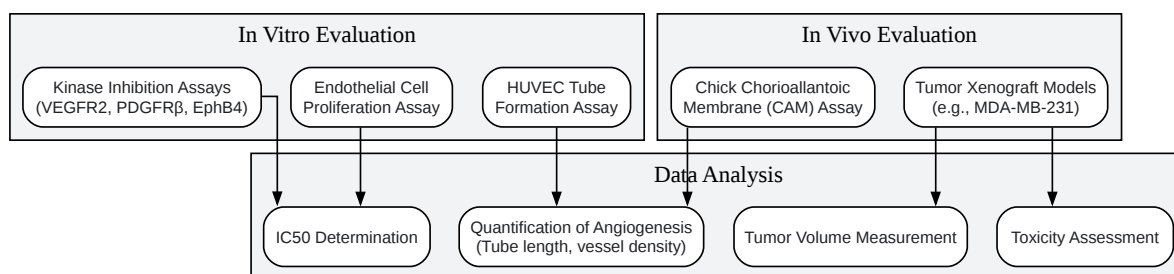 In Vitro Evaluation
In Vivo Evaluation
Kinase Inhibition Assays
(VEGFR2, PDGFRβ, EphB4)
Endothelial Cell
Proliferation Assay
HUVEC Tube
Formation Assay
Chick Chorioallantoic
Membrane (CAM) Assay
Tumor Xenograft Models
(e.g., MDA-MB-231)
Data Analysis
IC50 Determination
Quantification of Angiogenesis
(Tube length, vessel density)
Tumor Volume Measurement
Toxicity Assessment